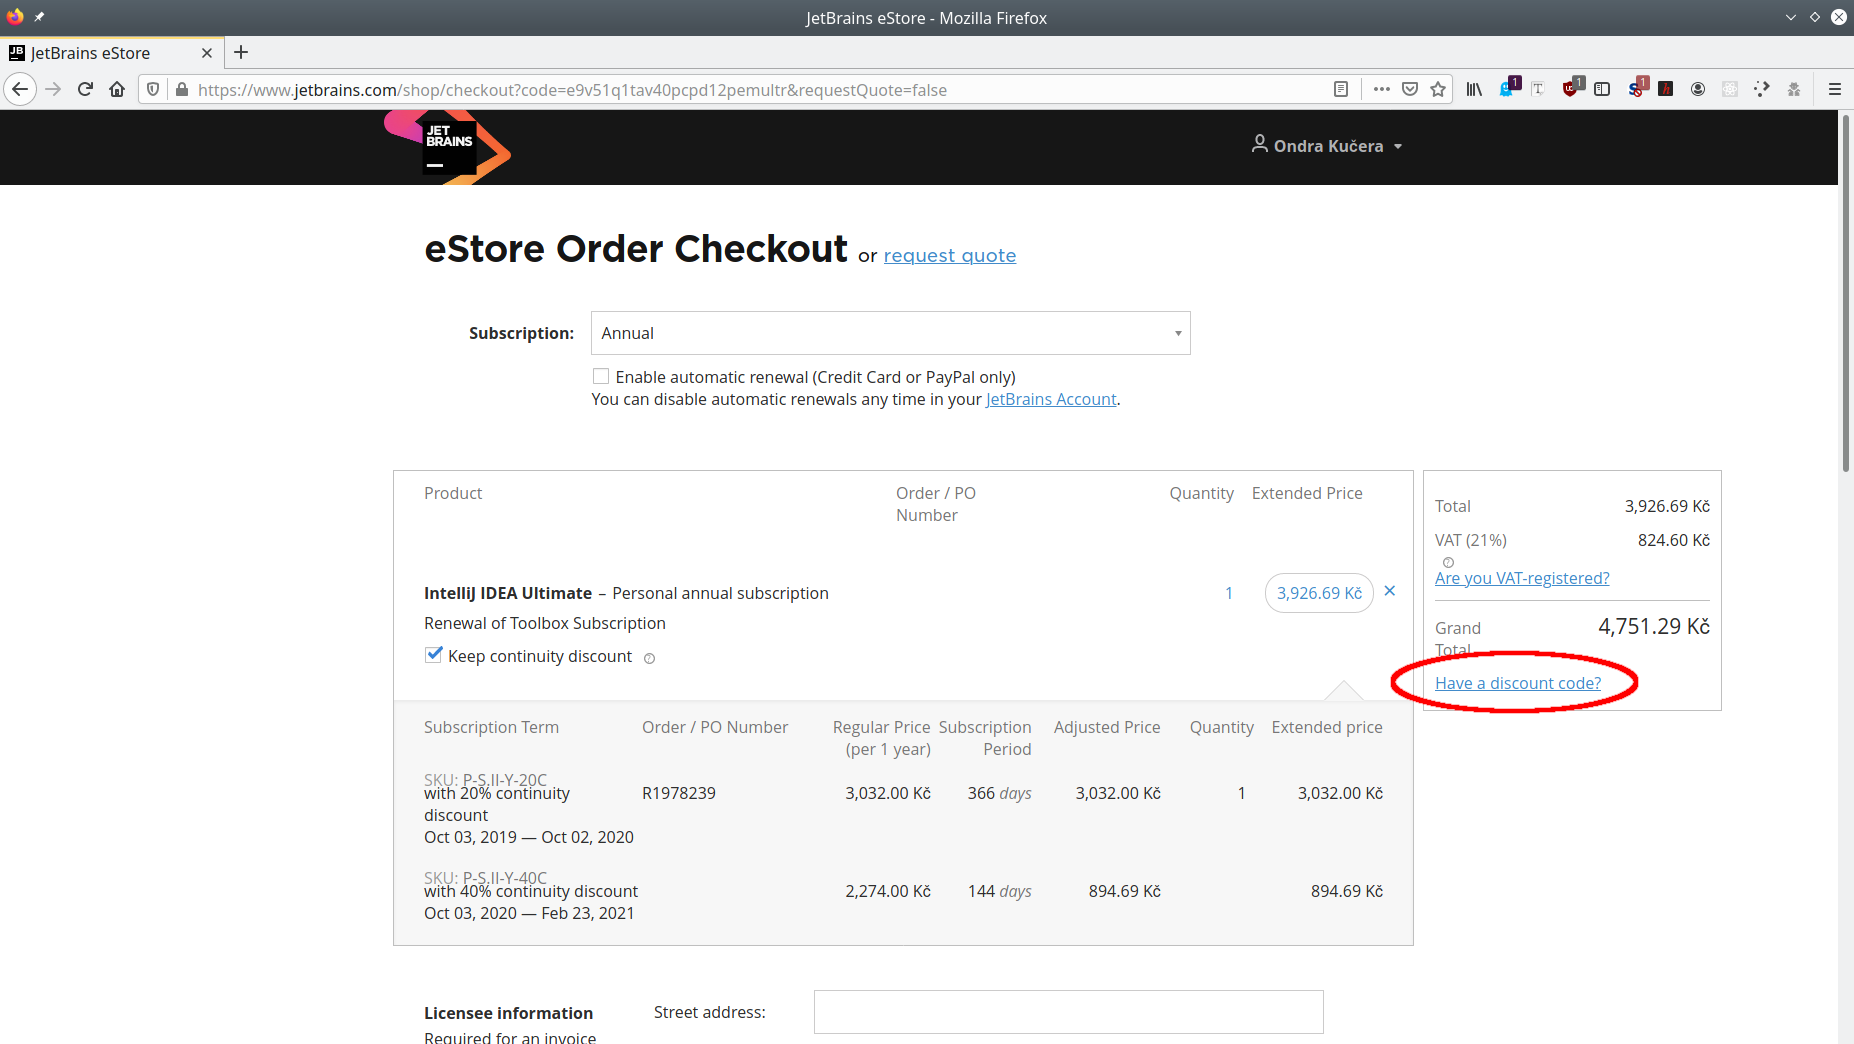 JetBrains eStore - Mozilla Firefox
JetBrains eStore
https://www.jetbrains.com/shop/checkout?code=e9v51q1tav40pcpd12pemultr&requestQuote=false
1
1
1
JET
BRAINS
Ondra Kučera
eStore Order Checkout or request quote
Subscription: Annual
Enable automatic renewal (Credit Card or PayPal only)
You can disable automatic renewals any time in your JetBrains Account.
Product Order / PO Number Quantity Extended Price
IntelliJ IDEA Ultimate – Personal annual subscription 1 3,926.69 Kč
Renewal of Toolbox Subscription
Keep continuity discount
Total 3,926.69 Kč
VAT (21%) 824.60 Kč
Are you VAT-registered?
Grand Total 4,751.29 Kč
Have a discount code?
Subscription Term Order / PO Number Regular Price (per 1 year) Subscription Period Adjusted Price Quantity Extended price
SKU: P-S.II-Y-20C
with 20% continuity discount R1978239 3,032.00 Kč 366 days 3,032.00 Kč 1 3,032.00 Kč
Oct 03, 2019 — Oct 02, 2020
SKU: P-S.II-Y-40C
with 40% continuity discount 2,274.00 Kč 144 days 894.69 Kč 894.69 Kč
Oct 03, 2020 — Feb 23, 2021
Licensee information Street address:
Required for an invoice